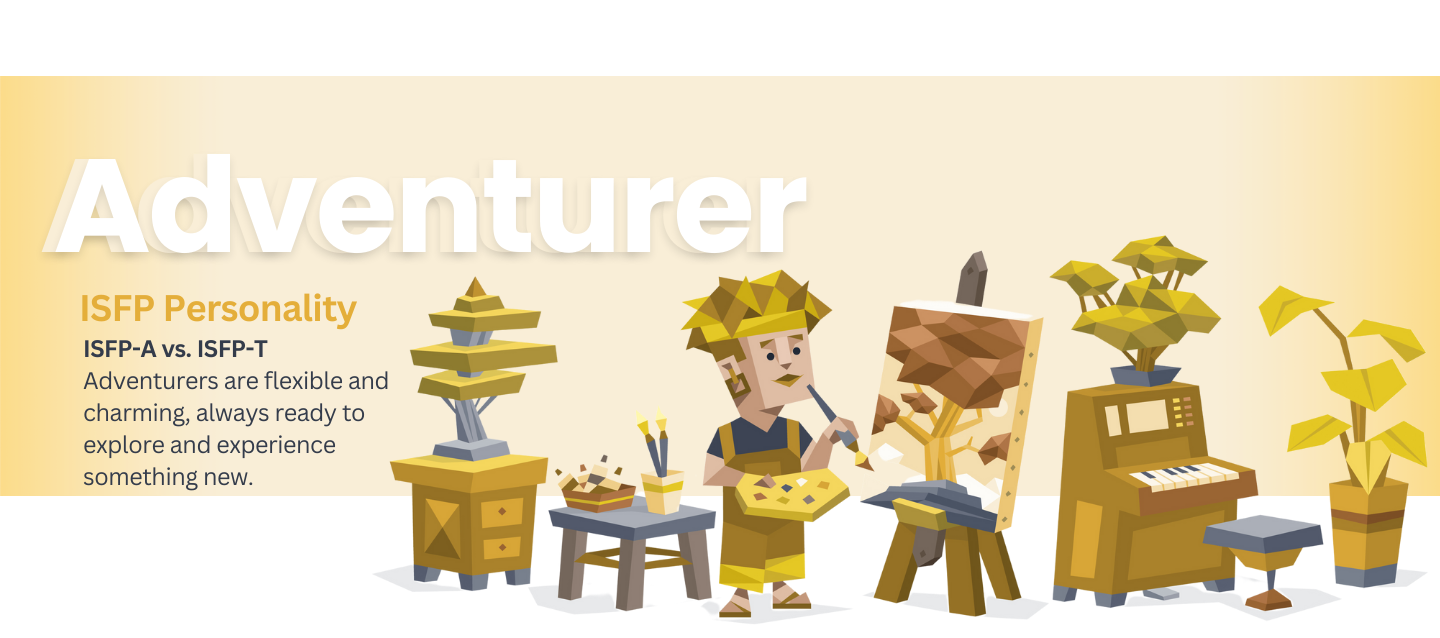 Adventurer
ISFP Personality
ISFP-A vs. ISFP-T
Adventurers are flexible and
charming, always ready to
explore and experience
something new.